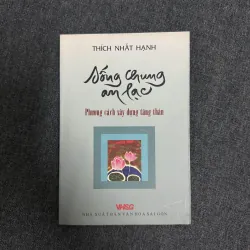 THÍCH NHẤT HẠNH
Sống chung
an lạc
Phương cách xây dựng tăng thân
NHÀ XUẤT BẢN VĂN HÓA SÀI GÒN